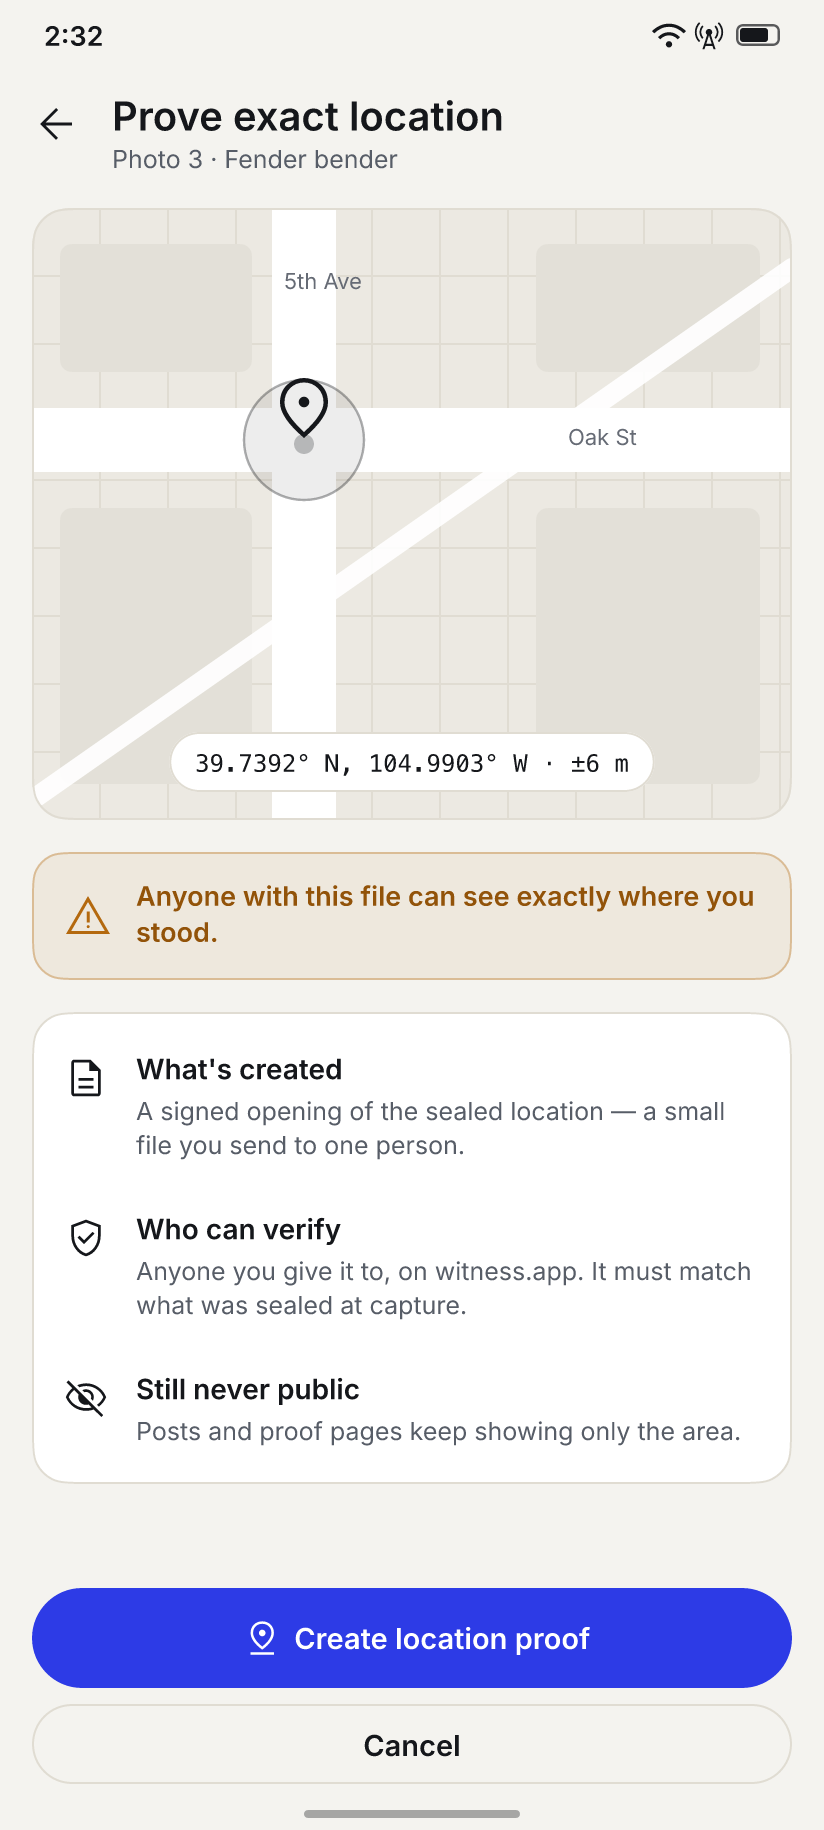 2:32
Prove exact location
Photo 3 · Fender bender
5th Ave
Oak St
39.7392° N, 104.9903° W · ±6 m
Anyone with this file can see exactly where you
stood.
What's created
A signed opening of the sealed location — a small
file you send to one person.
Who can verify
Anyone you give it to, on witness.app. It must match
what was sealed at capture.
Still never public
Posts and proof pages keep showing only the area.
Create location proof
Cancel